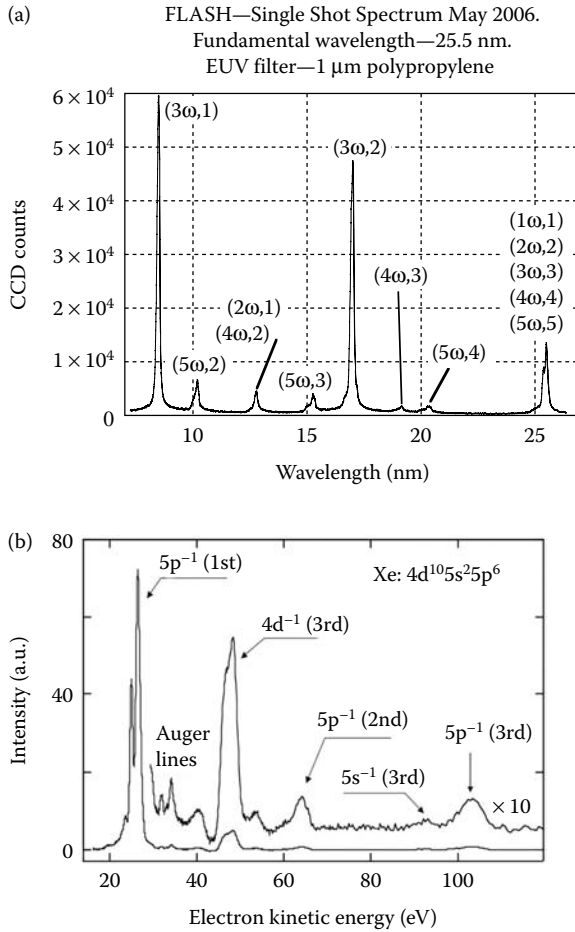 (a)
FLASH—Single Shot Spectrum May 2006.
Fundamental wavelength—25.5 nm.
EUV filter—1 μm polypropylene
6 × 10⁴
5 × 10⁴
4 × 10⁴
3 × 10⁴
2 × 10⁴
1 × 10⁴
0
CCD counts
(3ω,1)
(5ω,2)
(2ω,1)
(4ω,2)
(5ω,3)
(3ω,2)
(4ω,3)
(5ω,4)
(1ω,1)
(2ω,2)
(3ω,3)
(4ω,4)
(5ω,5)
10 15 20 25
Wavelength (nm)
(b)
80
40
0
Intensity (a.u.)
5p⁻¹ (1st)
Xe: 4d¹⁰5s²5p⁶
4d⁻¹ (3rd)
Auger
lines
5p⁻¹ (2nd)
5s⁻¹ (3rd)
5p⁻¹ (3rd)
× 10
20 40 60 80 100
Electron kinetic energy (eV)